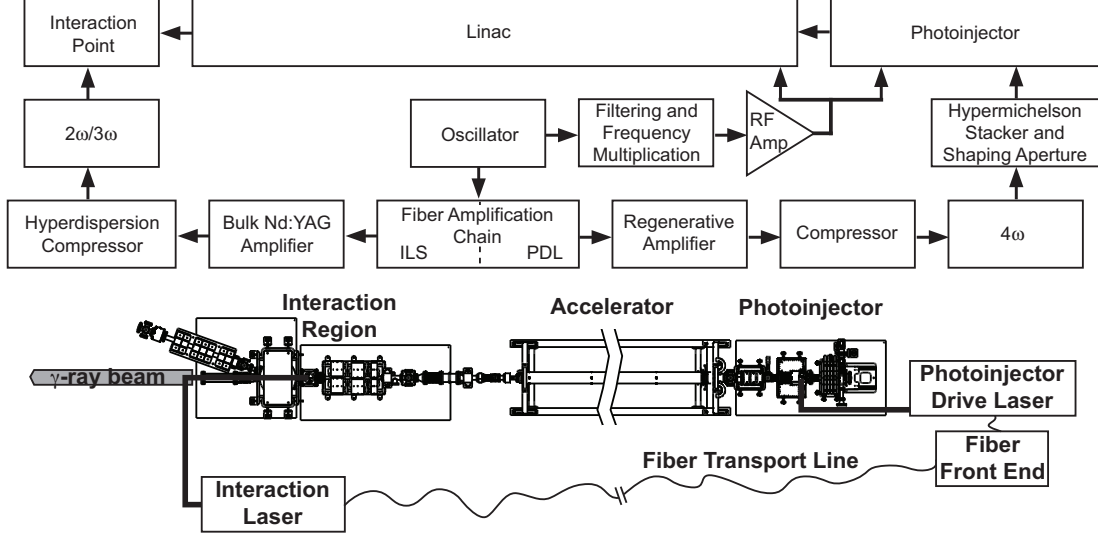 Interaction
Point
Linac
Photoinjector
2ω/3ω
Oscillator
Filtering and
Frequency
Multiplication
RF
Amp
Hypermichelson
Stacker and
Shaping Aperture
Hyperdispersion
Compressor
Bulk Nd:YAG
Amplifier
Fiber Amplification
Chain
ILS PDL
Regenerative
Amplifier
Compressor
4ω
Interaction
Region
Accelerator
Photoinjector
γ-ray beam
Photoinjector
Drive Laser
Fiber Transport Line
Fiber
Front End
Interaction
Laser